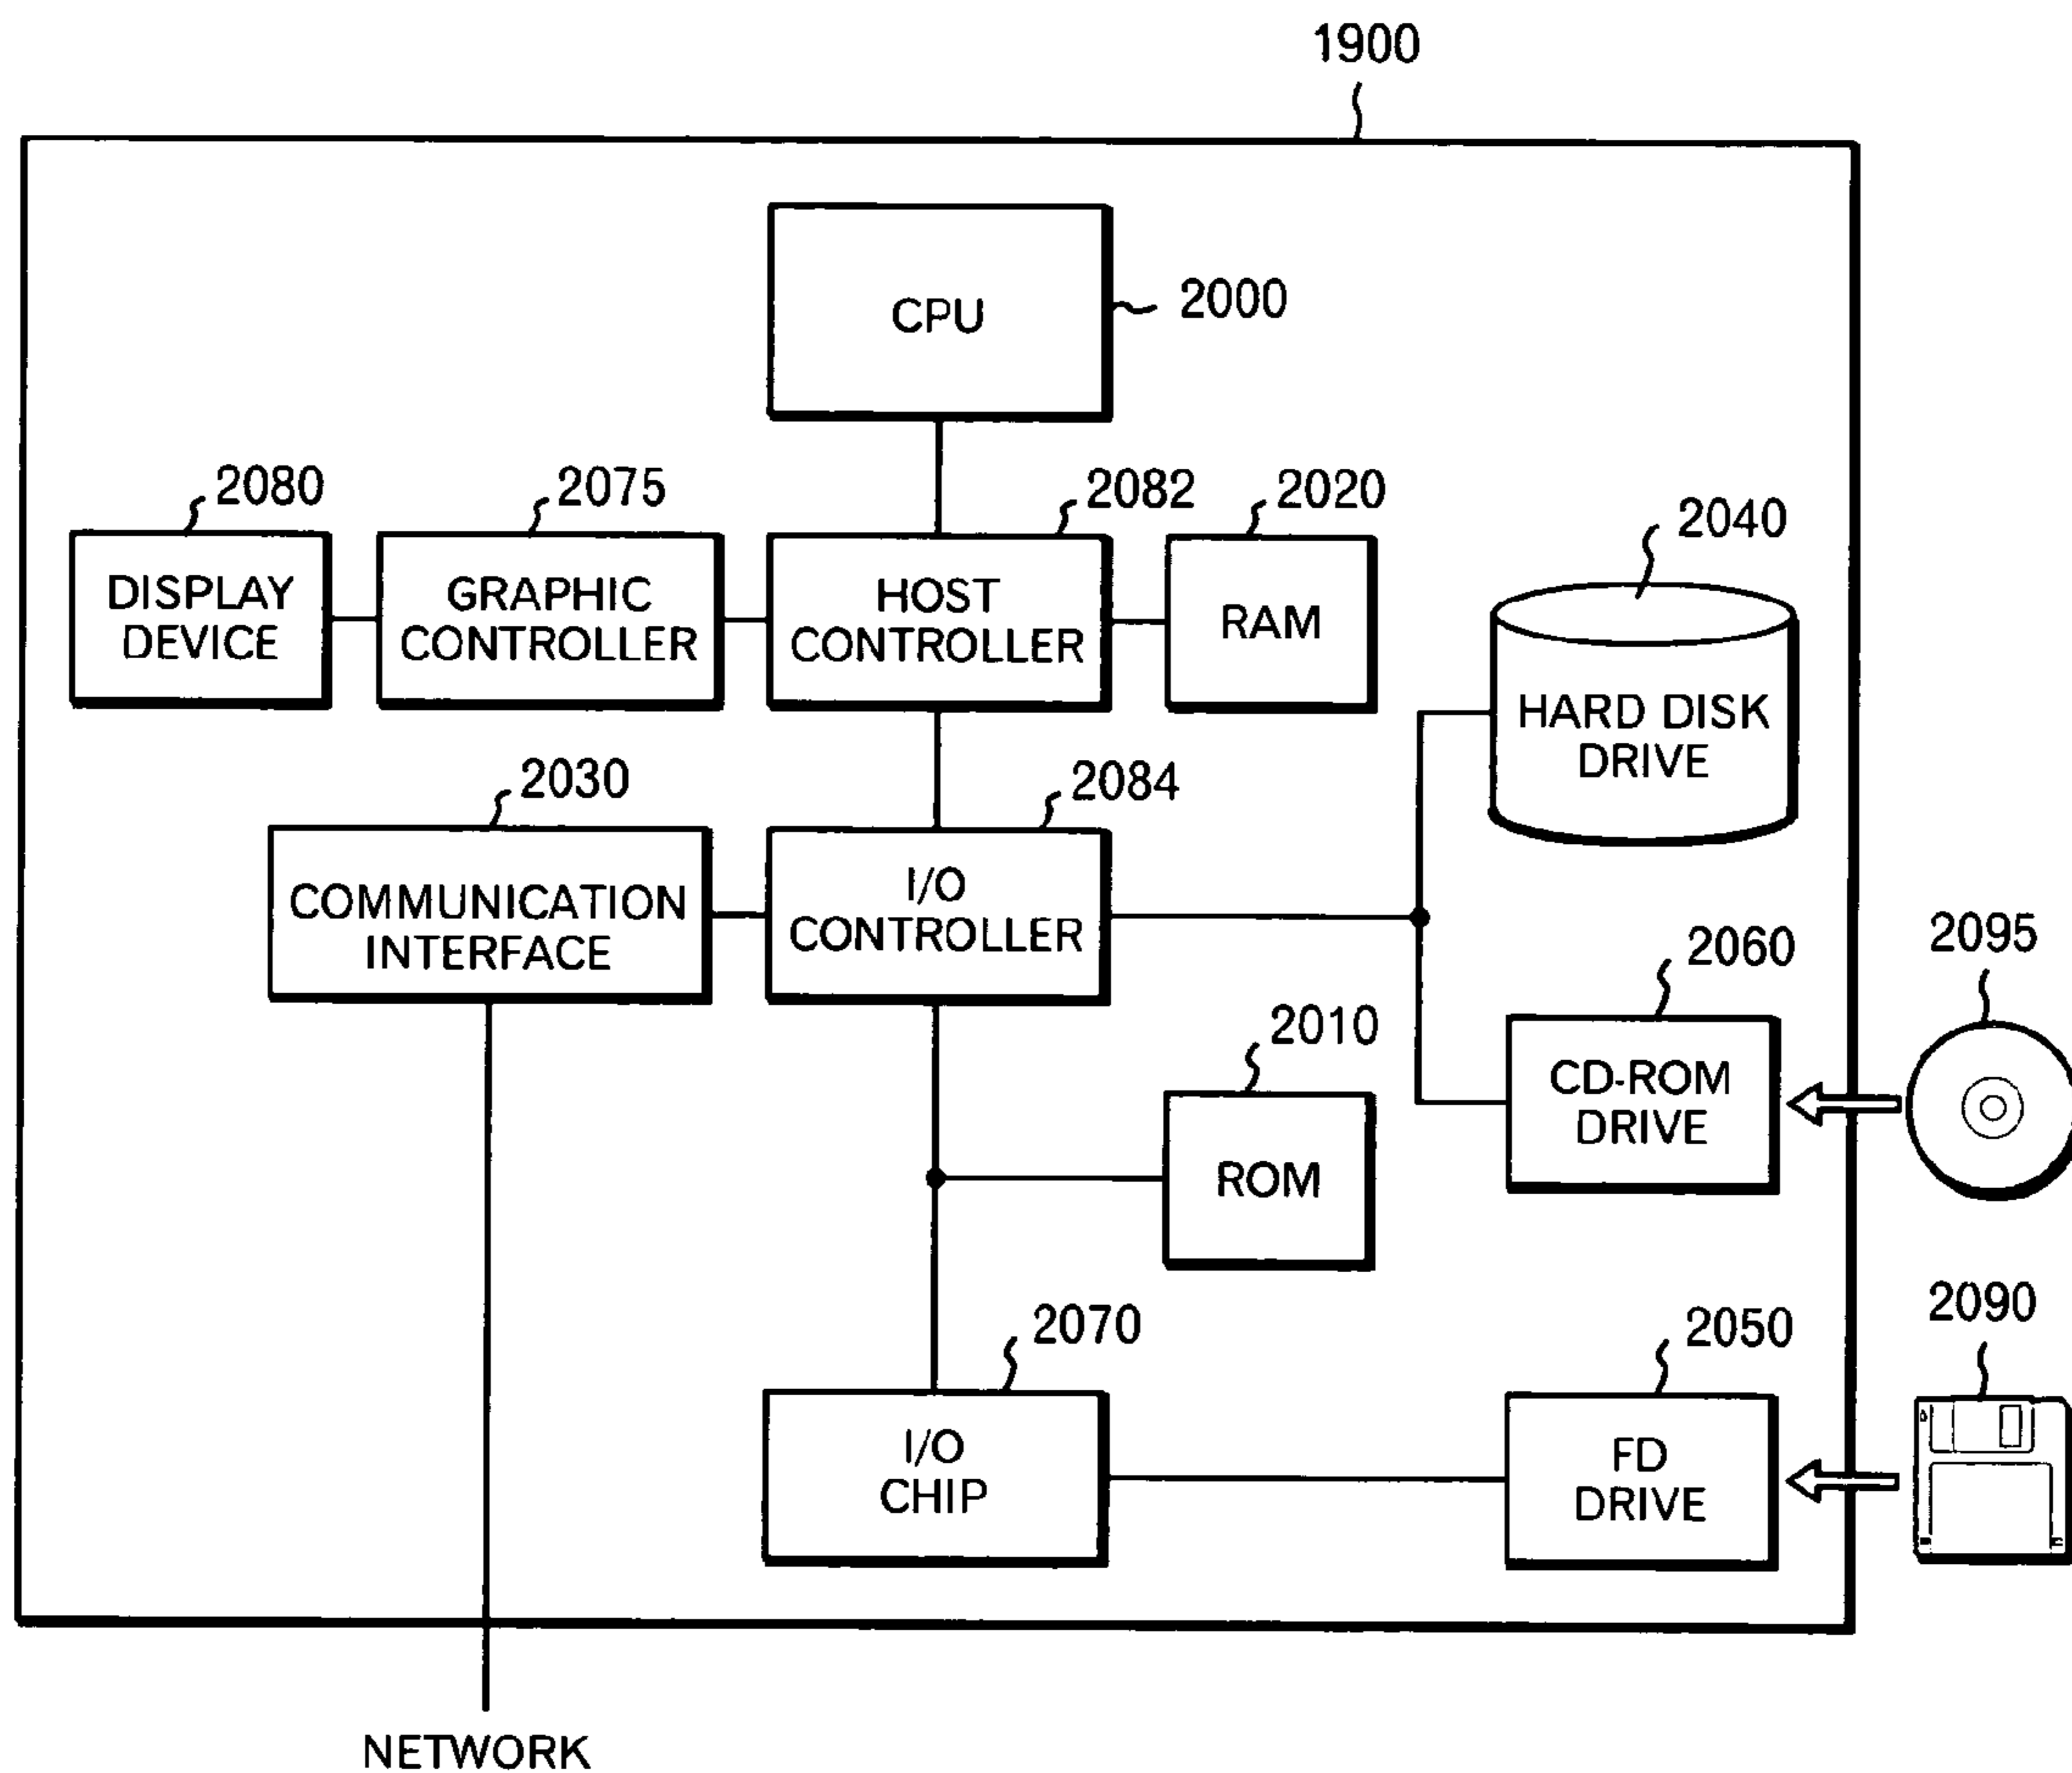 1900
CPU
2000
2080
2075
2082
2020
2040
DISPLAY
DEVICE
GRAPHIC
CONTROLLER
HOST
CONTROLLER
RAM
HARD DISK
DRIVE
2030
2084
COMMUNICATION
INTERFACE
I/O
CONTROLLER
2060
2095
2010
CD-ROM
DRIVE
ROM
2070
2050
2090
I/O
CHIP
FD
DRIVE
NETWORK